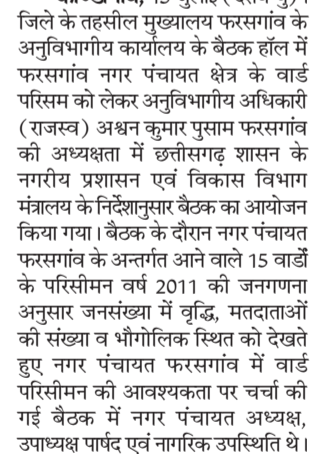 जिले के तहसील मुख्यालय फरसगांव के
अनुविभागीय कार्यालय के बैठक हॉल में
फरसगांव नगर पंचायत क्षेत्र के वार्ड
परिसम को लेकर अनुविभागीय अधिकारी
(राजस्व) अश्वन कुमार पुसाम फरसगांव
की अध्यक्षता में छत्तीसगढ़ शासन के
नगरीय प्रशासन एवं विकास विभाग
मंत्रालय के निर्देशानुसार बैठक का आयोजन
किया गया। बैठक के दौरान नगर पंचायत
फरसगांव के अन्तर्गत आने वाले 15 वार्डों
के परिसीमन वर्ष 2011 की जनगणना
अनुसार जनसंख्या में वृद्धि, मतदाताओं
की संख्या व भौगोलिक स्थित को देखते
हुए नगर पंचायत फरसगांव में वार्ड
परिसीमन की आवश्यकता पर चर्चा की
गई बैठक में नगर पंचायत अध्यक्ष,
उपाध्यक्ष पार्षद एवं नागरिक उपस्थिति थे।